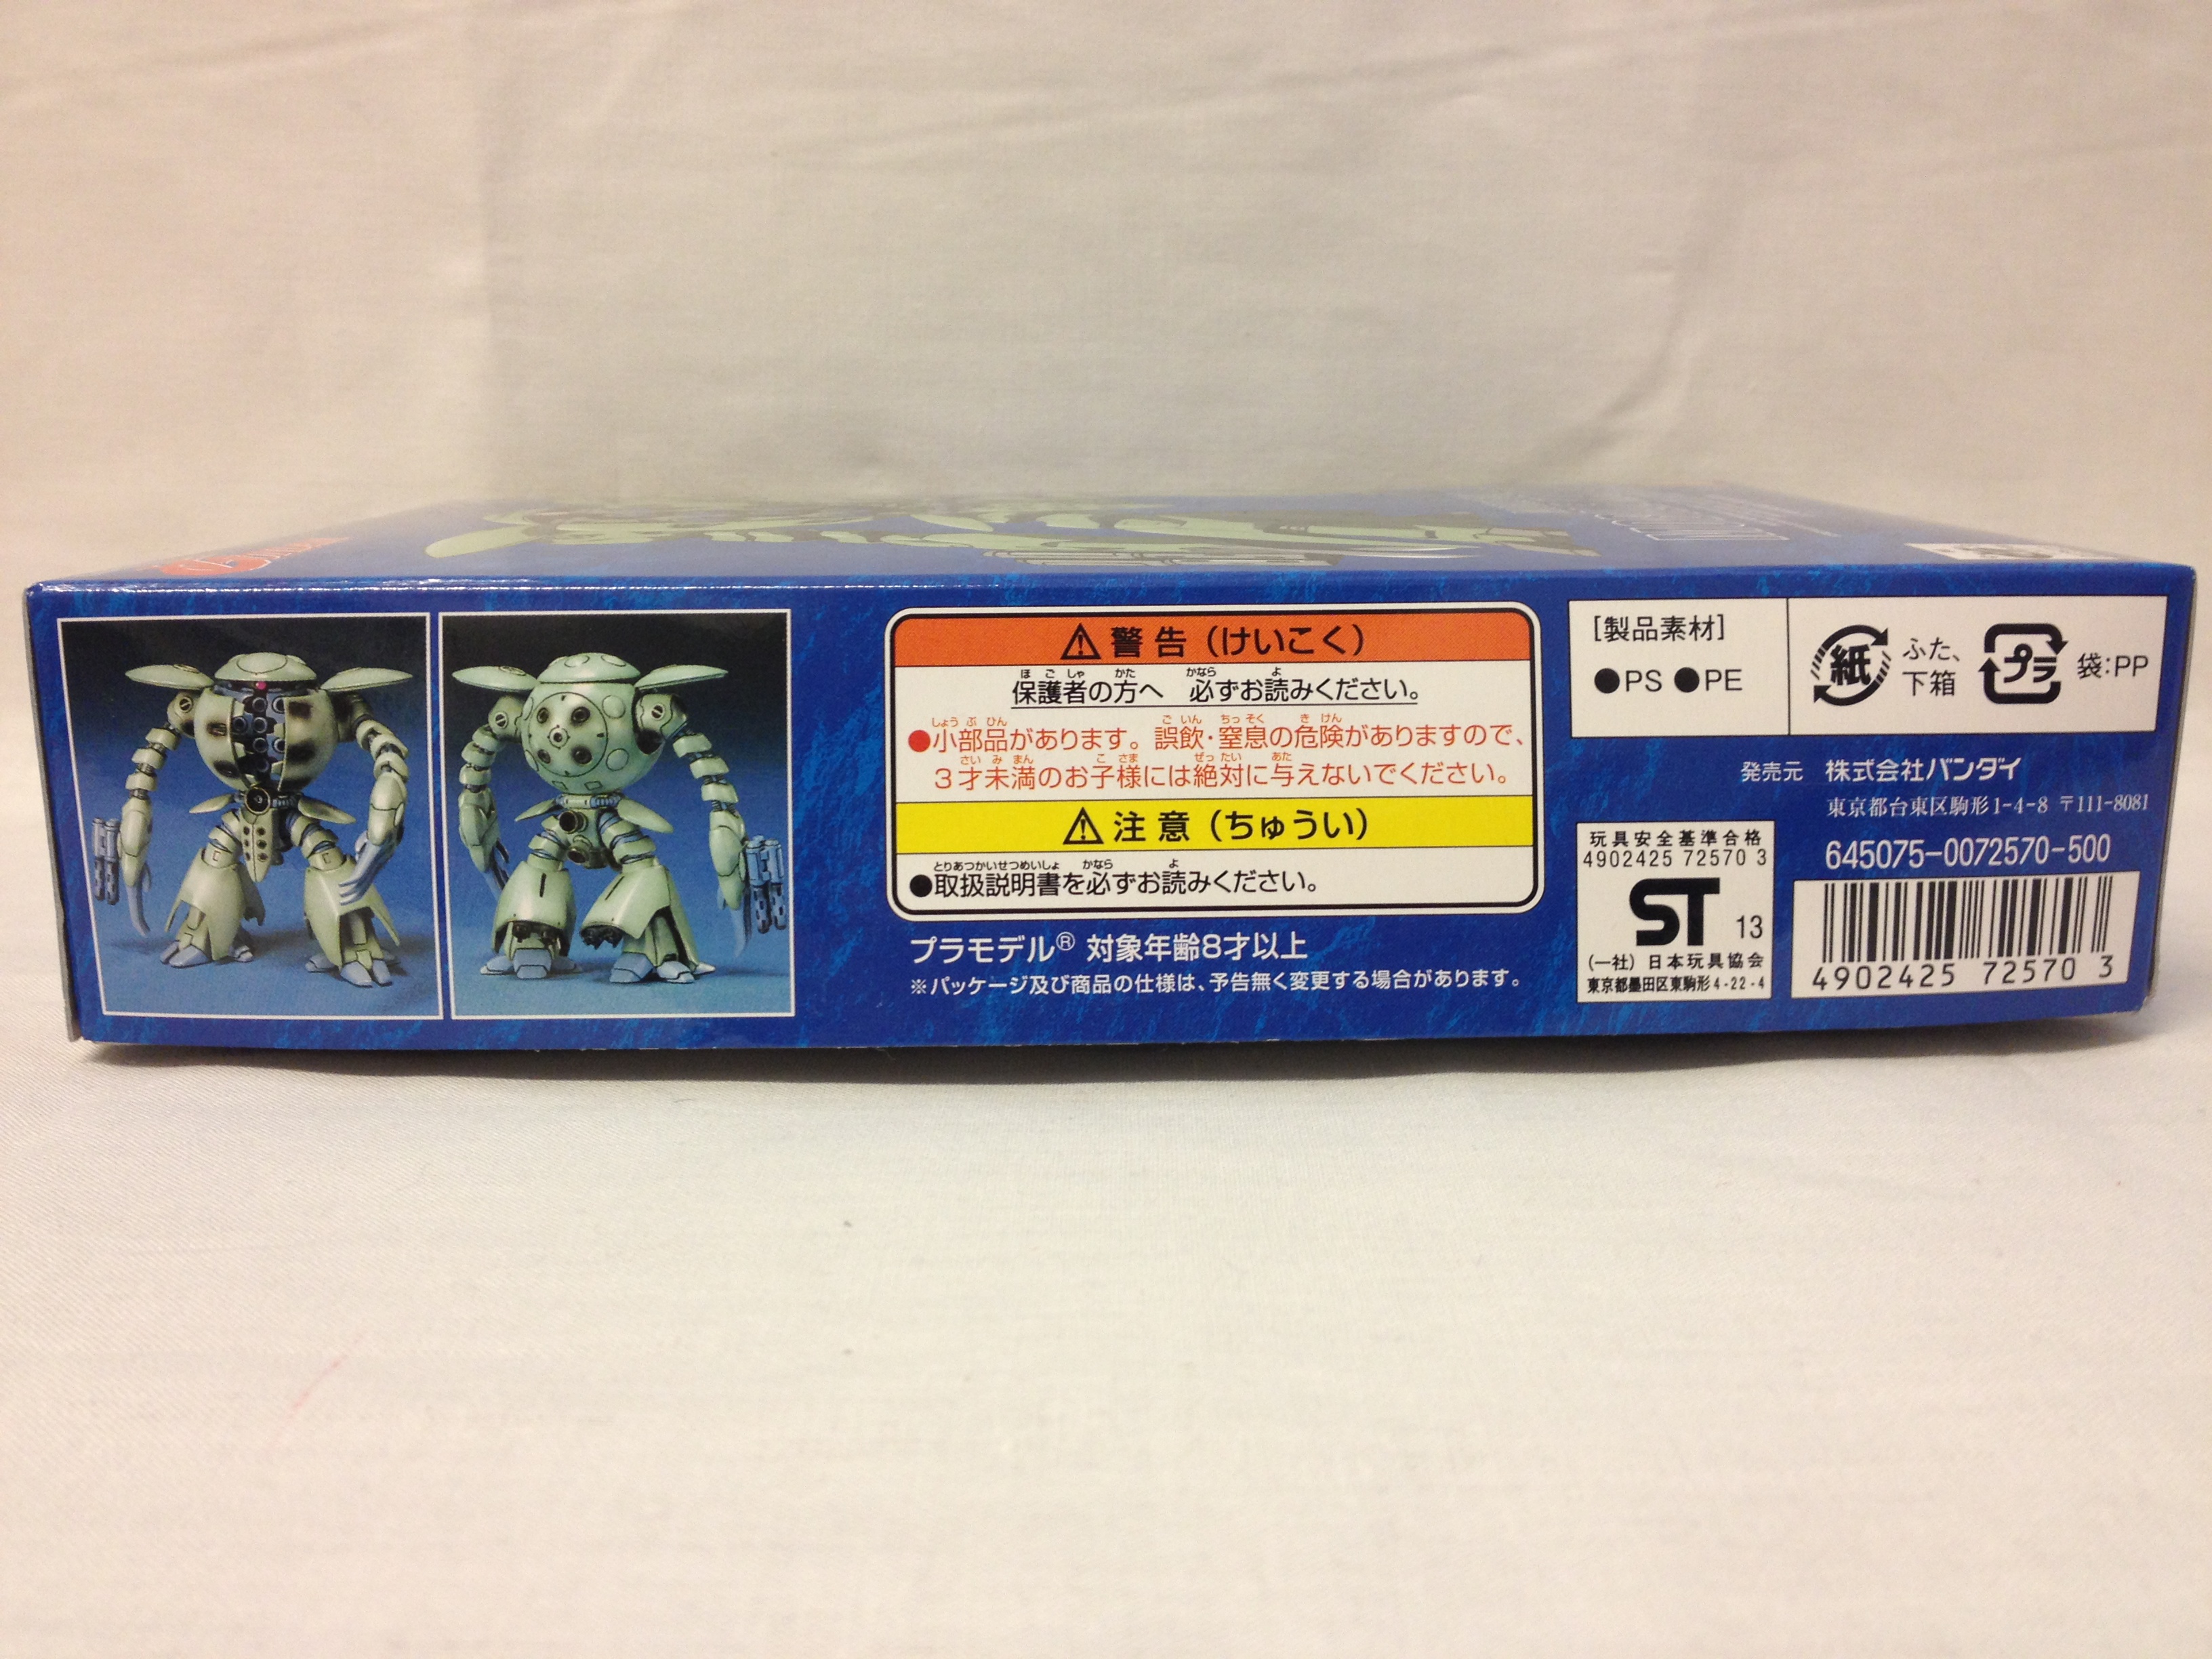 警告（けいこく）
保護者の方へ 必ずお読みください。
●小部品があります。誤飲・窒息の危険がありますので、
3才未満のお子様には絶対に与えないでください。
注意（ちゅうい）
●取扱説明書を必ずお読みください。
プラモデル® 対象年齢8才以上
※パッケージ及び商品の仕様は、予告無く変更する場合があります。
[製品素材]
●PS ●PE
紙
ふた、
下箱
プラ
袋:PP
発売元 株式会社バンダイ
東京都台東区駒形1-4-8 〒111-8081
645075-0072570-500
玩具安全基準合格
4902425 72570 3
ST 13
(一社) 日本玩具協会
東京都墨田区東駒形4-22-4
4902425 72570 3